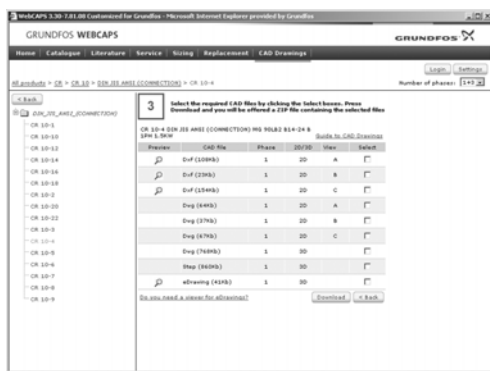 WebCAPS 3.30-7.01.00 Customized for Grundfos - Microsoft Internet Explorer provided by Grundfos
GRUNDFOS WEBCAPS
GRUNDFOS
Home Catalogue Literature Service Sizing Replacement CAD Drawings
Login Settings
All products > CR > CR 10 > DIN JIS ANSI (CONNECTION) > CR 10-4
Number of phases:
< Back
DIN_JIS_ANSI_(CONNECTION)
CR 10-1
CR 10-10
CR 10-12
CR 10-14
CR 10-16
CR 10-18
CR 10-2
CR 10-20
CR 10-22
CR 10-3
CR 10-4
CR 10-5
CR 10-6
CR 10-7
CR 10-8
CR 10-9
3
Select the required CAD files by clicking the Select boxes. Press
Download and you will be offered a ZIP file containing the selected files
CR 10-4 DIN JIS ANSI (CONNECTION) MG 90LB2 B14-24 &
1PH 1.5KW
Guide to CAD Drawings
Preview CAD file Phase 2D/3D View Select
Dxf (108Kb) 1 2D A
Dxf (23Kb) 1 2D B
Dxf (154Kb) 1 2D C
Dwg (64Kb) 1 2D A
Dwg (37Kb) 1 2D B
Dwg (67Kb) 1 2D C
Dwg (768Kb) 1 3D
Step (860Kb) 1 3D
eDrawing (41Kb) 1 3D
Do you need a viewer for eDrawings?
Download < Back